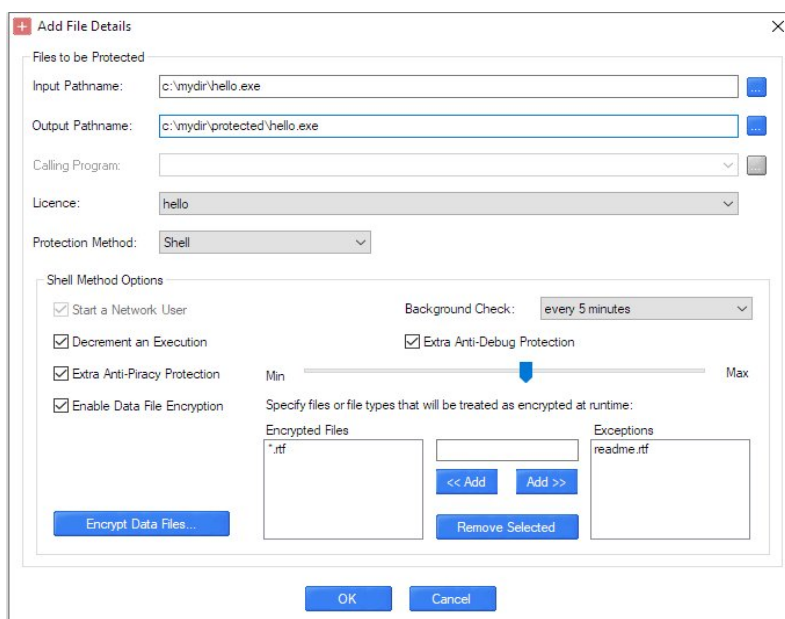 Add File Details
Files to be Protected
Input Pathname: c:\mydir\hello.exe ...
Output Pathname: c:\mydir\protected\hello.exe ...
Calling Program: ...
Licence: hello
Protection Method: Shell
Shell Method Options
Start a Network User Background Check: every 5 minutes
Decrement an Execution Extra Anti-Debug Protection
Extra Anti-Piracy Protection Min Max
Enable Data File Encryption Specify files or file types that will be treated as encrypted at runtime:
Encrypted Files Exceptions
*.rtf readme.rtf
<< Add Add >>
Encrypt Data Files... Remove Selected
OK Cancel